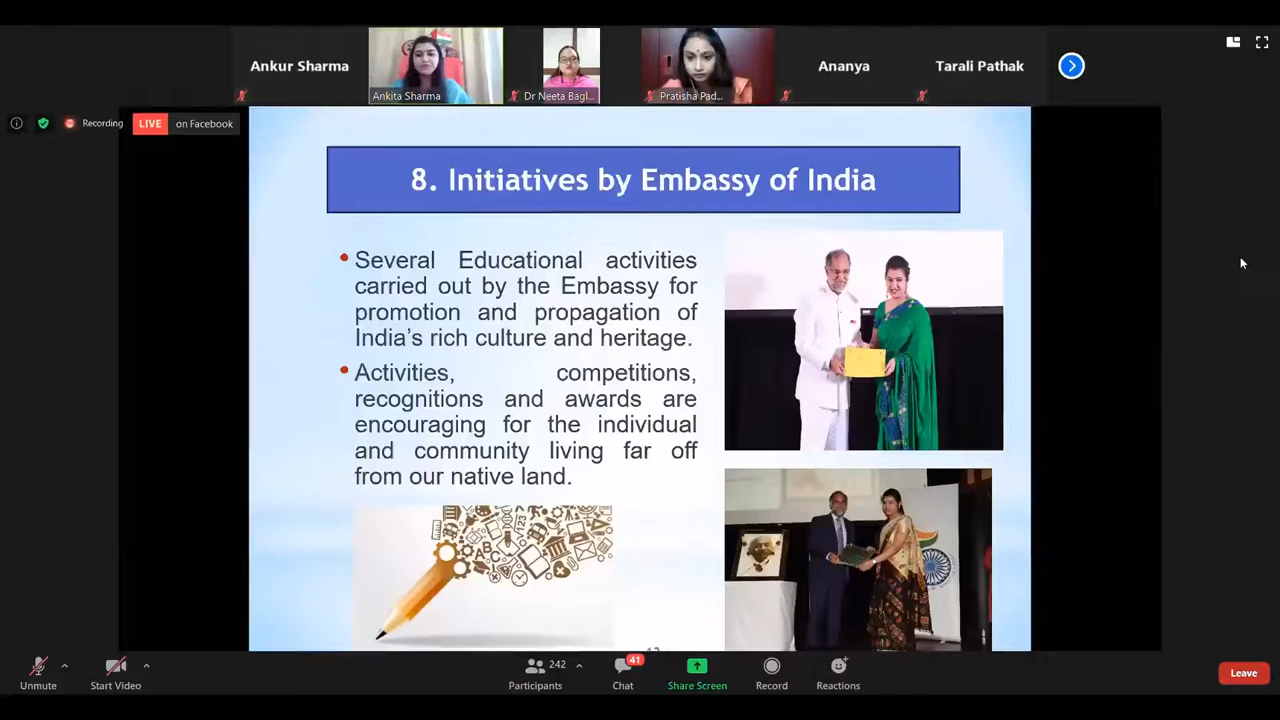 Ankur Sharma
Ankita Sharma
Dr Neeta Bagl...
Pratisha Pad...
Ananya
Tarali Pathak
Recording
LIVE
on Facebook
8. Initiatives by Embassy of India
Several Educational activities
carried out by the Embassy for
promotion and propagation of
India's rich culture and heritage.
Activities, competitions,
recognitions and awards are
encouraging for the individual
and community living far off
from our native land.
ABC
123
Unmute
Start Video
242
Participants
41
Chat
Share Screen
Record
Reactions
Leave